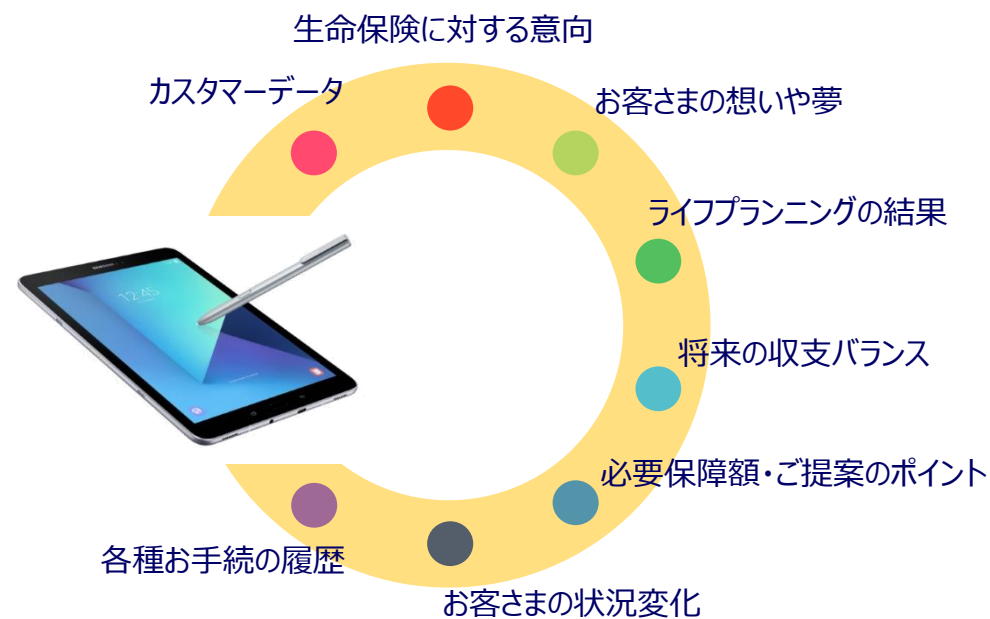 生命保険に対する意向
カスタマーデータ
お客さまの想いや夢
ライフプランニングの結果
将来の収支バランス
必要保障額・ご提案のポイント
お客さまの状況変化
各種お手続の履歴
SAMSUNG
12:45